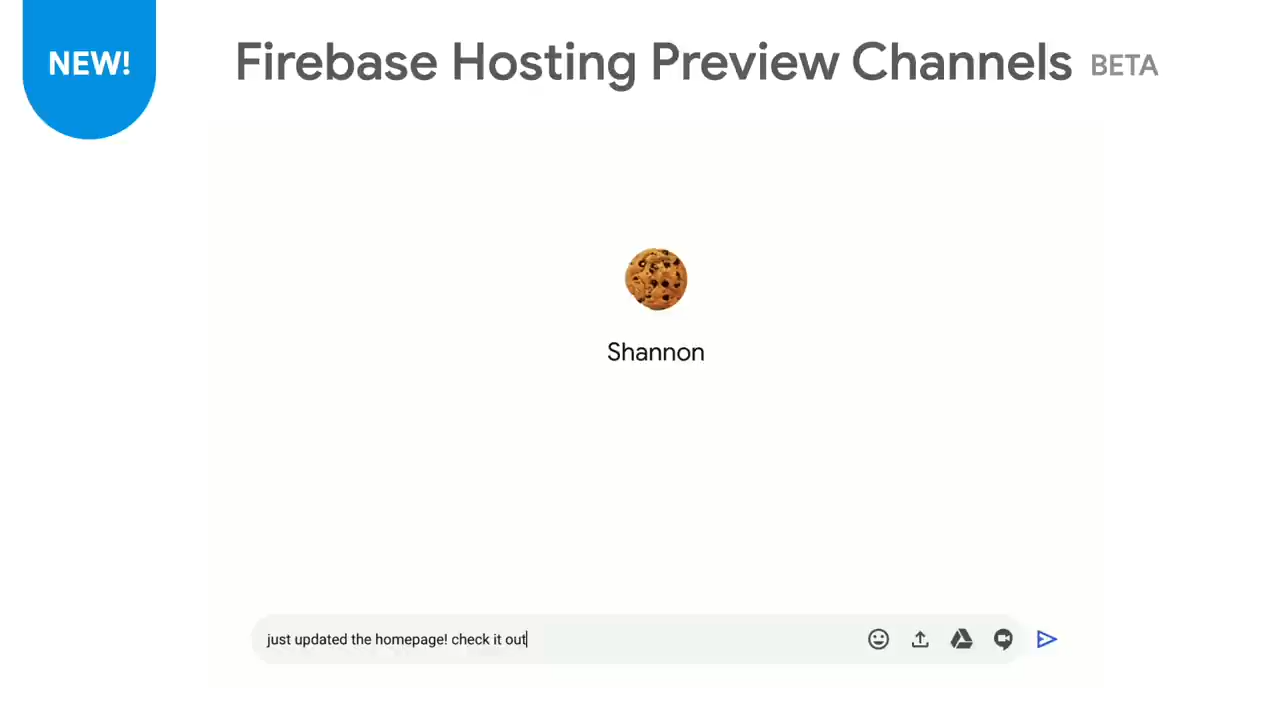 NEW!
Firebase Hosting Preview Channels BETA
Shannon
just updated the homepage! check it out